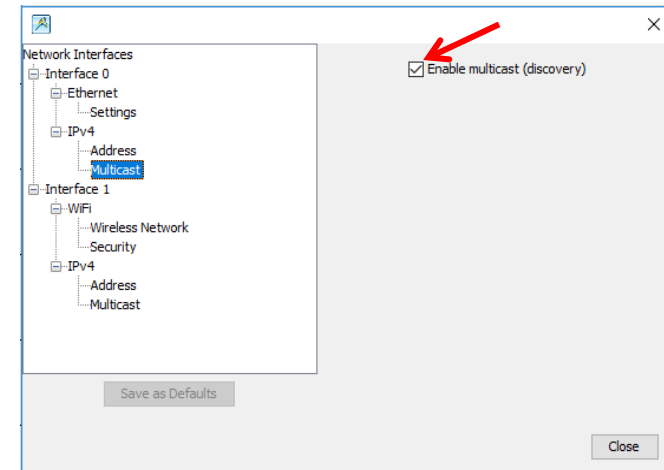 Network Interfaces
Interface 0
Ethernet
Settings
IPv4
Address
Multicast
Interface 1
WiFi
Wireless Network
Security
IPv4
Address
Multicast
Enable multicast (discovery)
Save as Defaults
Close